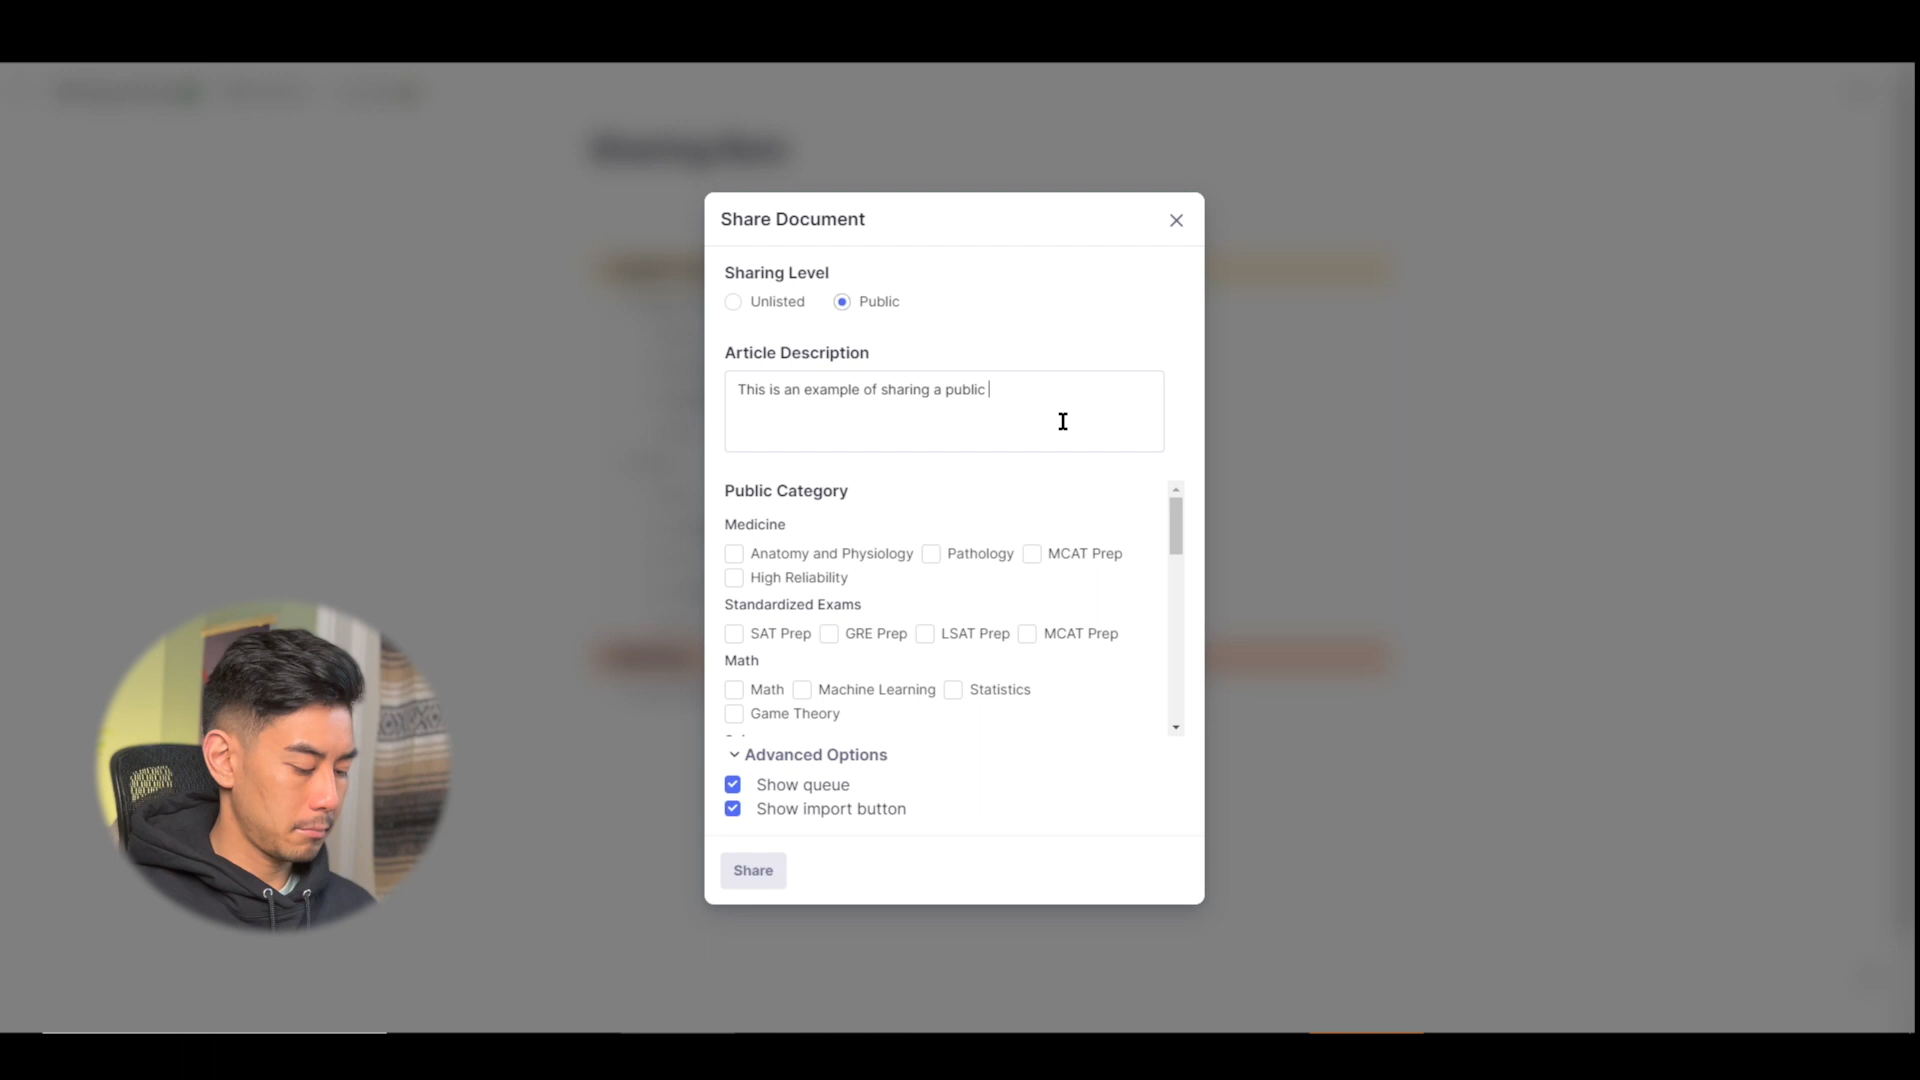 Share Document
Sharing Level
Unlisted Public
Article Description
This is an example of sharing a public
Public Category
Medicine
Anatomy and Physiology Pathology MCAT Prep
High Reliability
Standardized Exams
SAT Prep GRE Prep LSAT Prep MCAT Prep
Math
Math Machine Learning Statistics
Game Theory
Advanced Options
Show queue
Show import button
Share